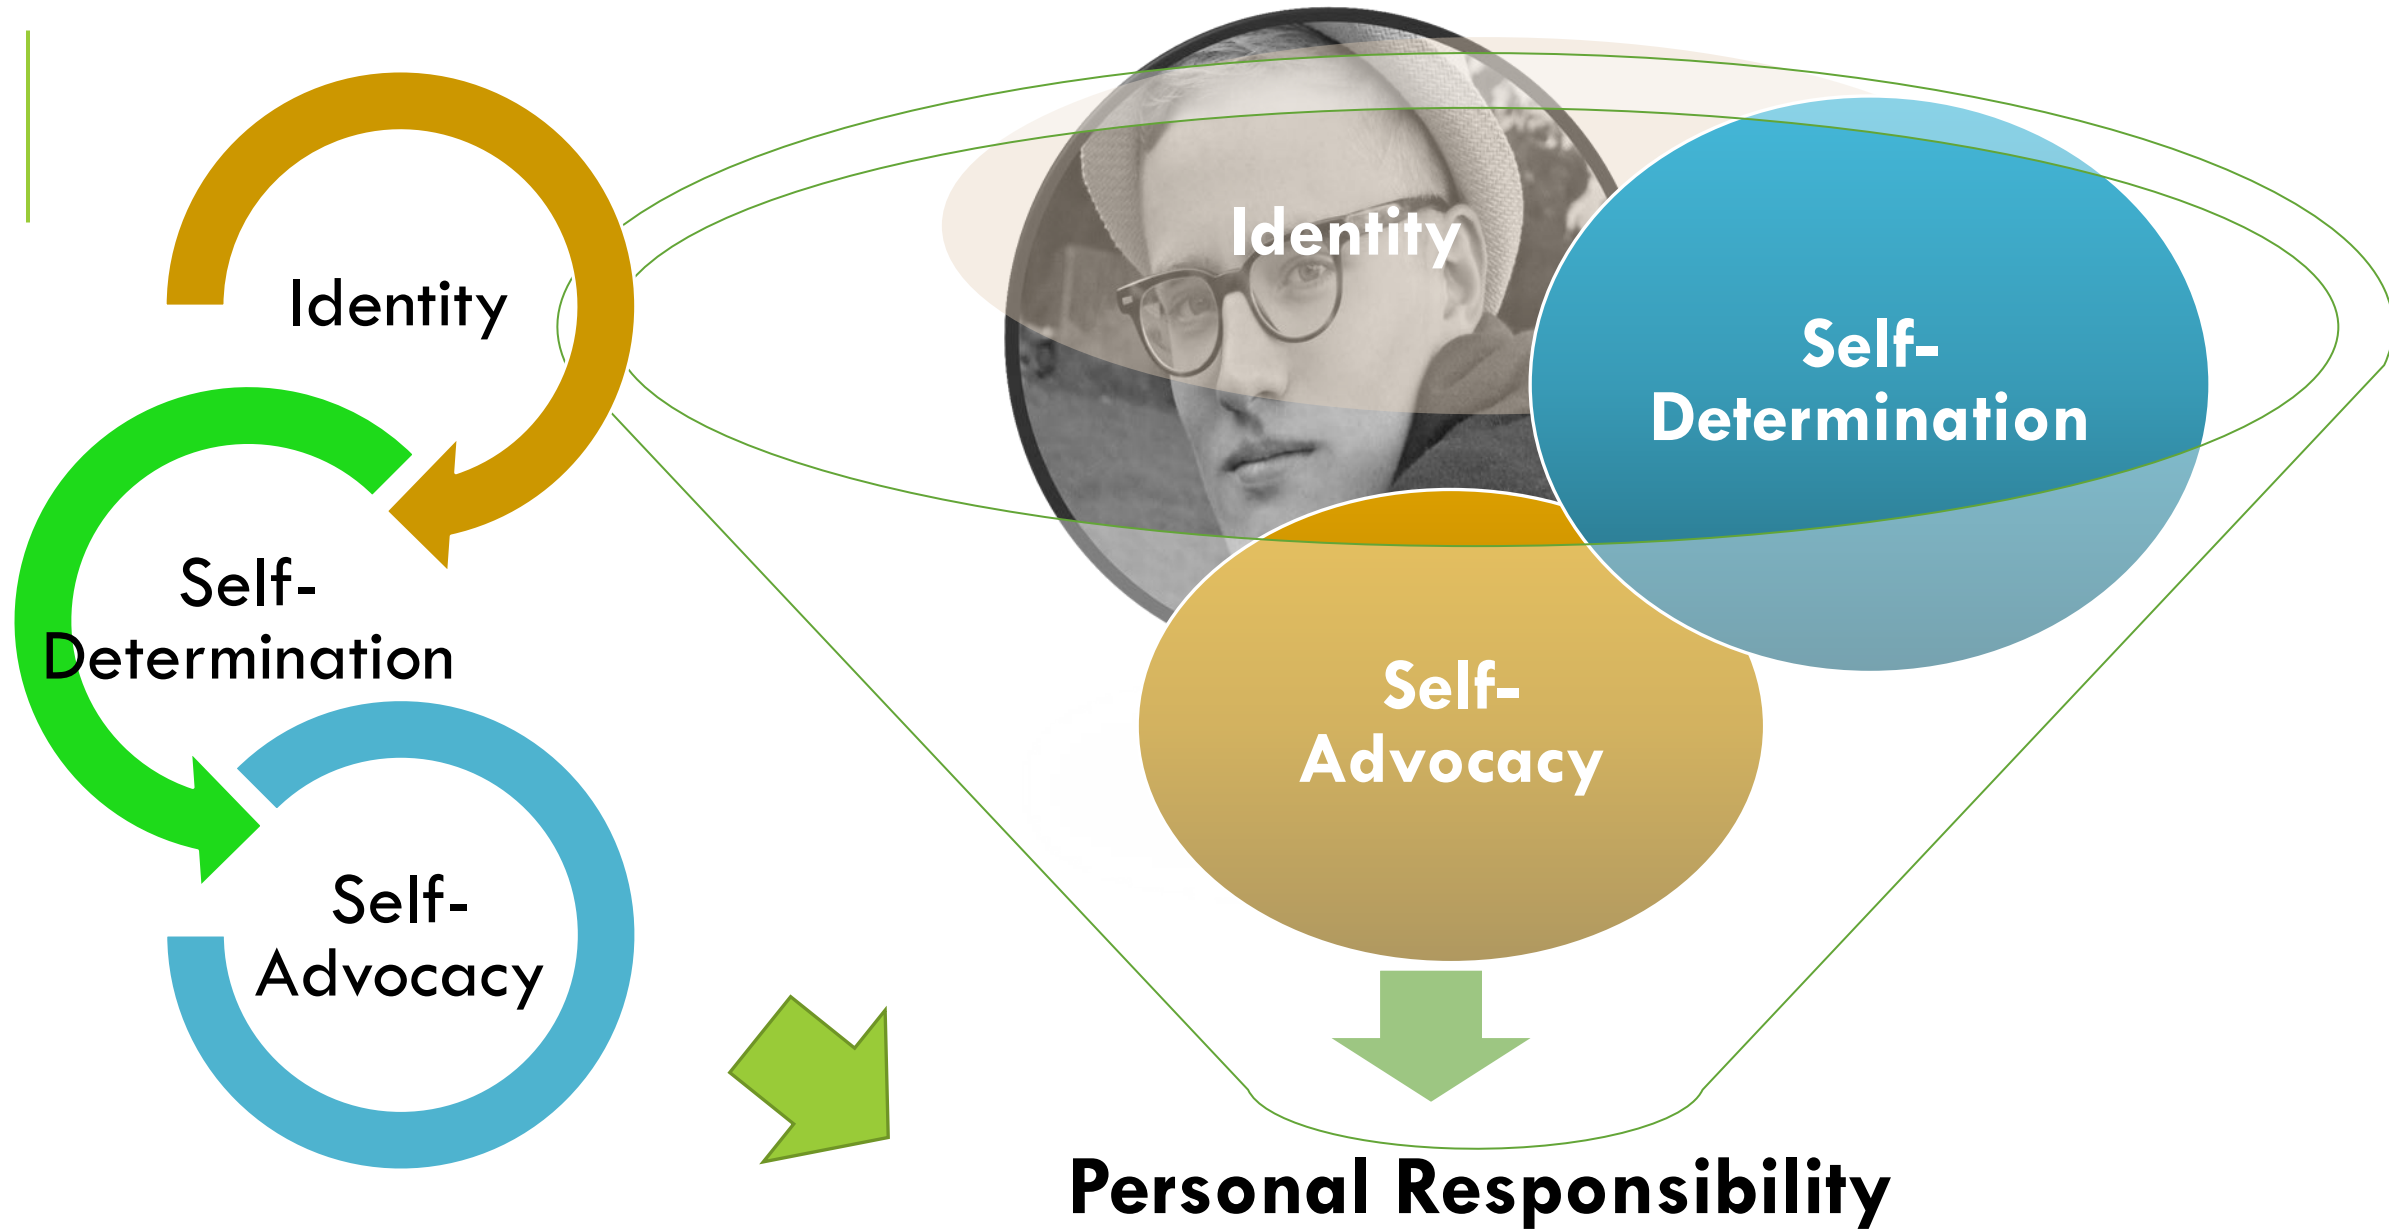 Identity
Self-
Determination
Self-
Advocacy
Identity
Self-
Determination
Self-
Advocacy
Personal Responsibility